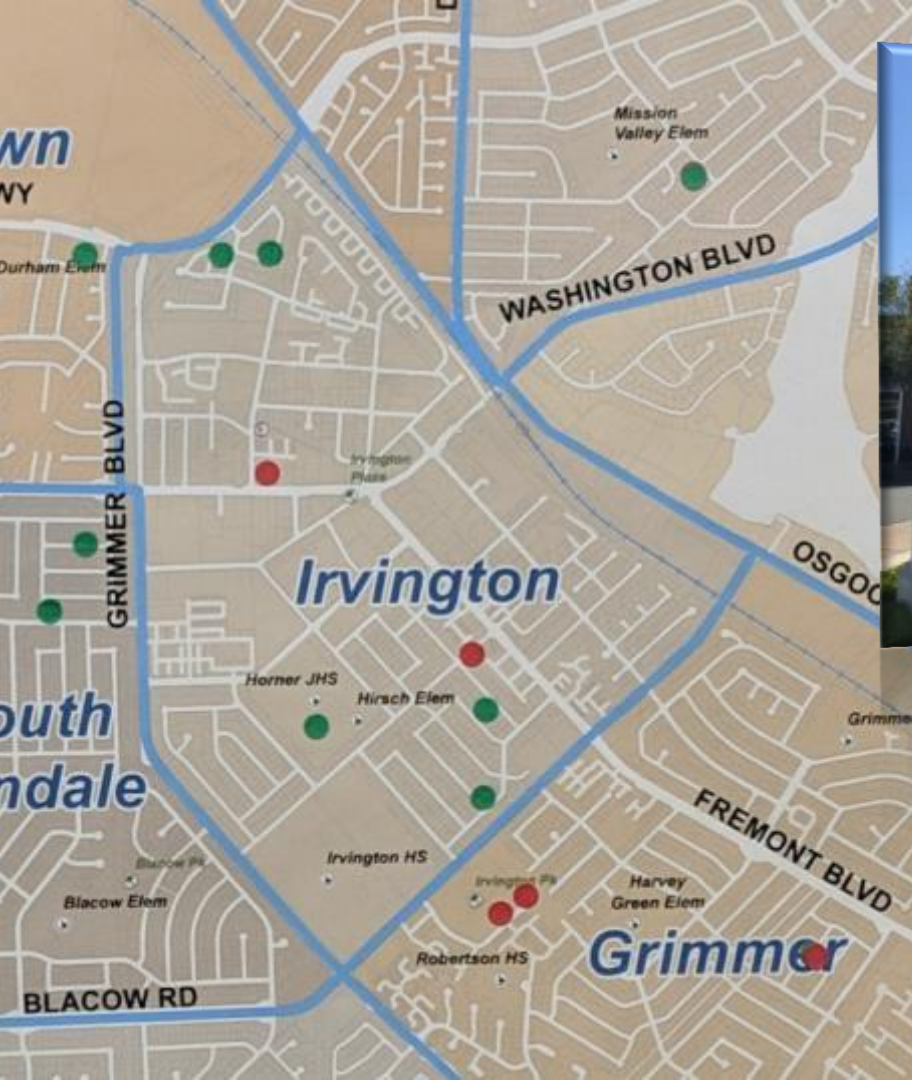 wn
WY
Mission
Valley Elem
Durham Elem
WASHINGTON BLVD
GRIMMER BLVD
Irvington
Plaza
Irvington
OSGOO
Horner JHS
Hirsch Elem
outh
ndale
Grimme
FREMONT BLVD
Blacow Pk
Irvington HS
Blacow Elem
Irvington Pk
Harvey
Green Elem
Grimmer
Robertson HS
BLACOW RD